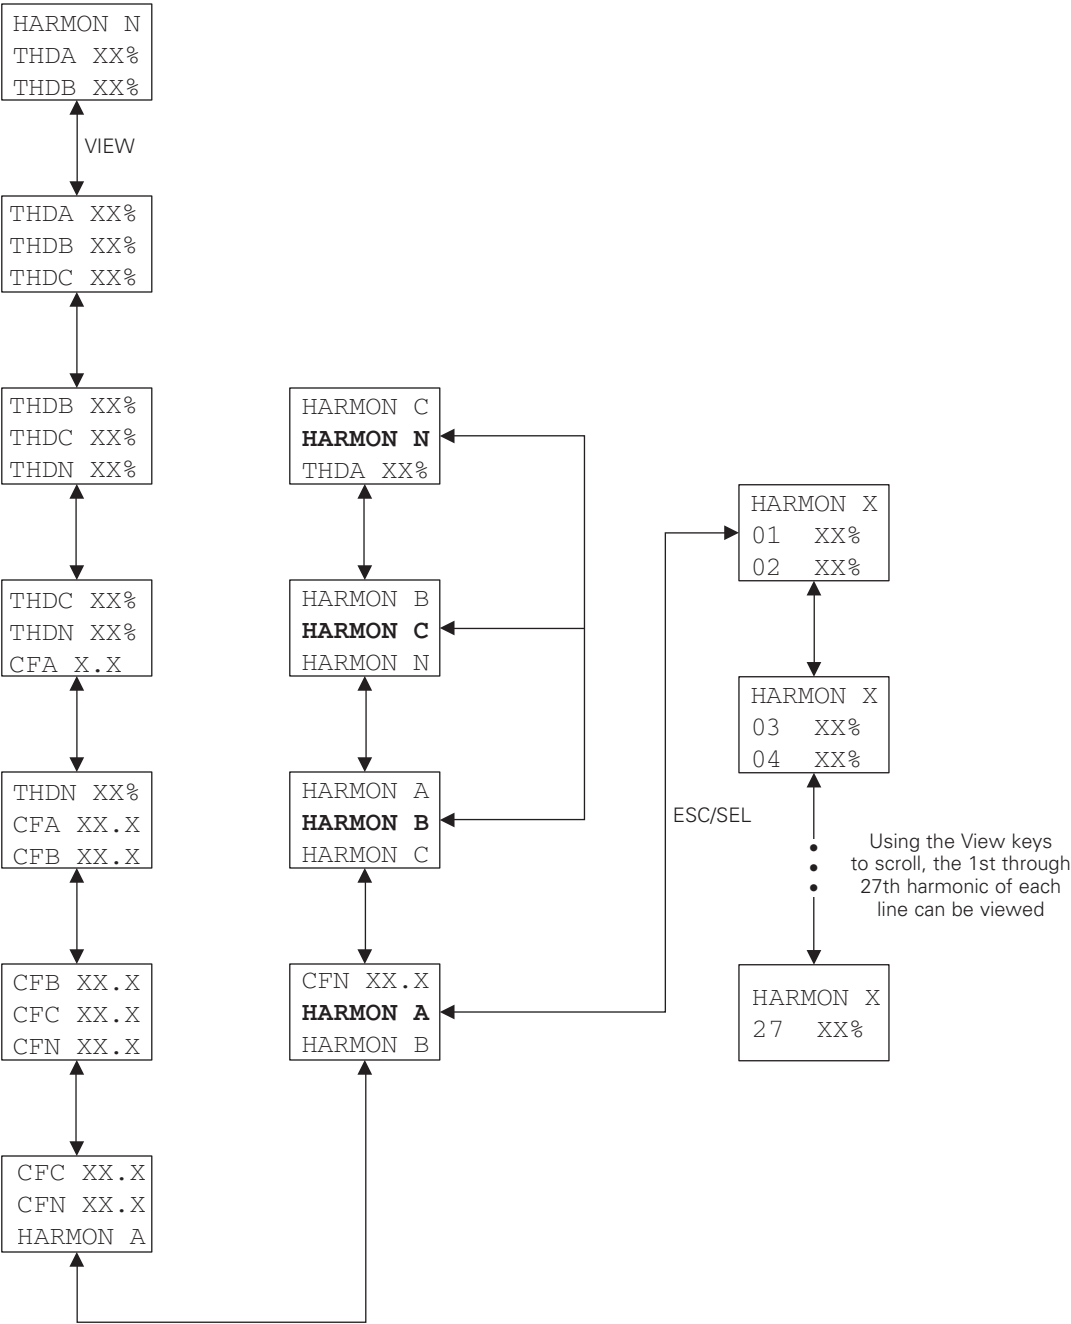 HARMON N
THDA XX%
THDB XX%
VIEW
THDA XX%
THDB XX%
THDC XX%
THDB XX%
THDC XX%
THDN XX%
THDC XX%
THDN XX%
CFA X.X
THDN XX%
CFA XX.X
CFB XX.X
CFB XX.X
CFC XX.X
CFN XX.X
CFC XX.X
CFN XX.X
HARMON A
HARMON C
HARMON N
THDA XX%
HARMON B
HARMON C
HARMON N
HARMON A
HARMON B
HARMON C
CFN XX.X
HARMON A
HARMON B
ESC/SEL
HARMON X
01 XX%
02 XX%
HARMON X
03 XX%
04 XX%
Using the View keys
to scroll, the 1st through
27th harmonic of each
line can be viewed
HARMON X
27 XX%